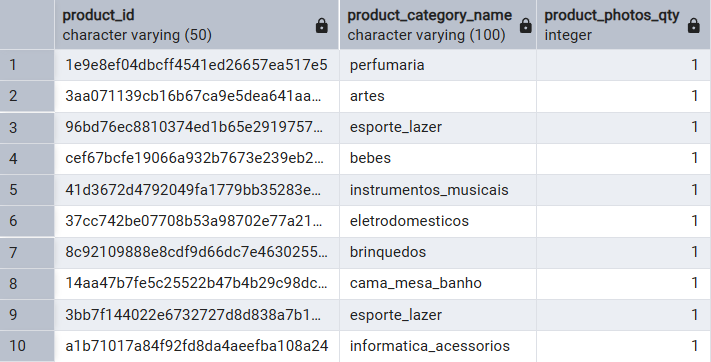 product_id product_category_name product_photos_qty
character varying (50) character varying (100) integer
1 1e9e8ef04dbcff4541ed26657ea517e5 perfumaria 1
2 3aa071139cb16b67ca9e5dea641aa... artes 1
3 96bd76ec8810374ed1b65e2919757... esporte_lazer 1
4 cef67bcfe19066a932b7673e239eb2... bebes 1
5 41d3672d4792049fa1779bb35283e... instrumentos_musicais 1
6 37cc742be07708b53a98702e77a21... eletrodomesticos 1
7 8c92109888e8cdf9d66dc7e4630255... brinquedos 1
8 14aa47b7fe5c25522b47b4b29c98dc... cama_mesa_banho 1
9 3bb7f144022e6732727d8d838a7b1... esporte_lazer 1
10 a1b71017a84f92fd8da4aeefba108a24 informatica_acessorios 1